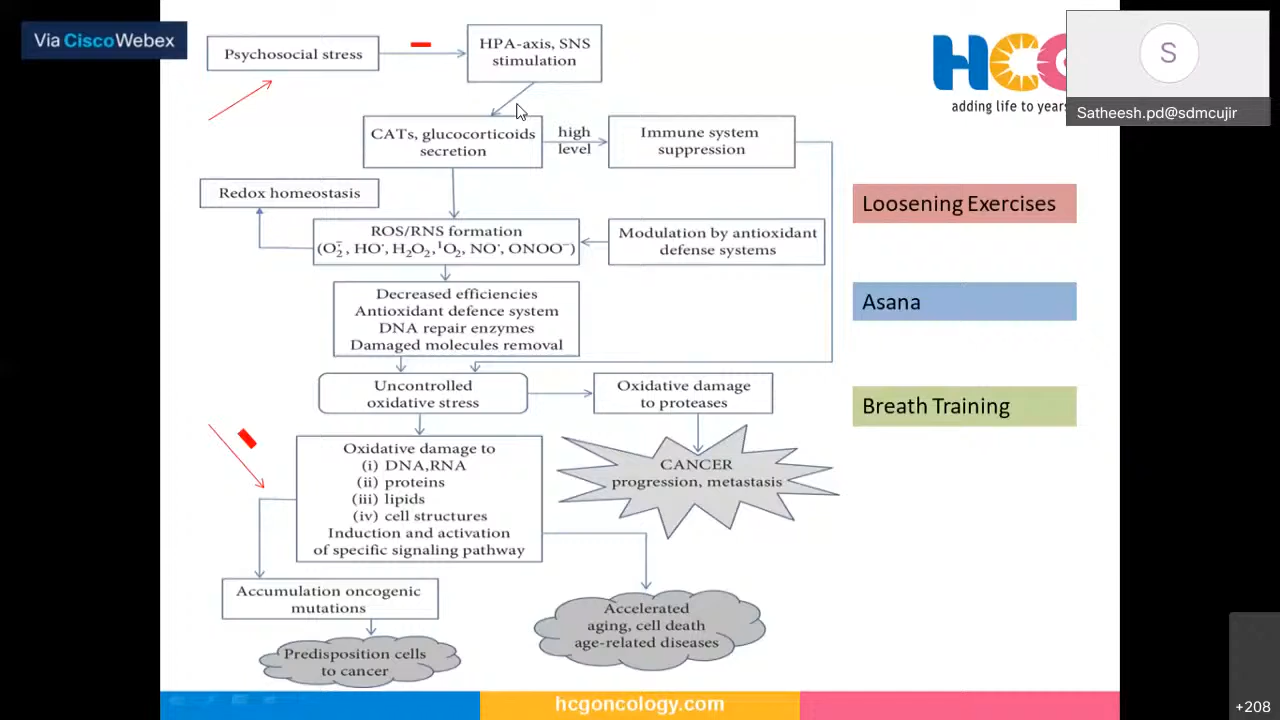 Via CiscoWebex
Psychosocial stress
HPA-axis, SNS
stimulation
HCG
adding life to years
S
Satheesh.pd@sdmcujir
CATs, glucocorticoids
secretion
high
level
Immune system
suppression
Redox homeostasis
ROS/RNS formation
(O₂⁻̇, HO˙, H₂O₂, ¹O₂, NO˙, ONOO⁻)
Modulation by antioxidant
defense systems
Loosening Exercises
Decreased efficiencies
Antioxidant defence system
DNA repair enzymes
Damaged molecules removal
Asana
Uncontrolled
oxidative stress
Oxidative damage
to proteases
Breath Training
Oxidative damage to
(i) DNA,RNA
(ii) proteins
(iii) lipids
(iv) cell structures
Induction and activation
of specific signaling pathway
CANCER
progression, metastasis
Accumulation oncogenic
mutations
Accelerated
aging, cell death
age-related diseases
Predisposition cells
to cancer
hcgoncology.com
+208